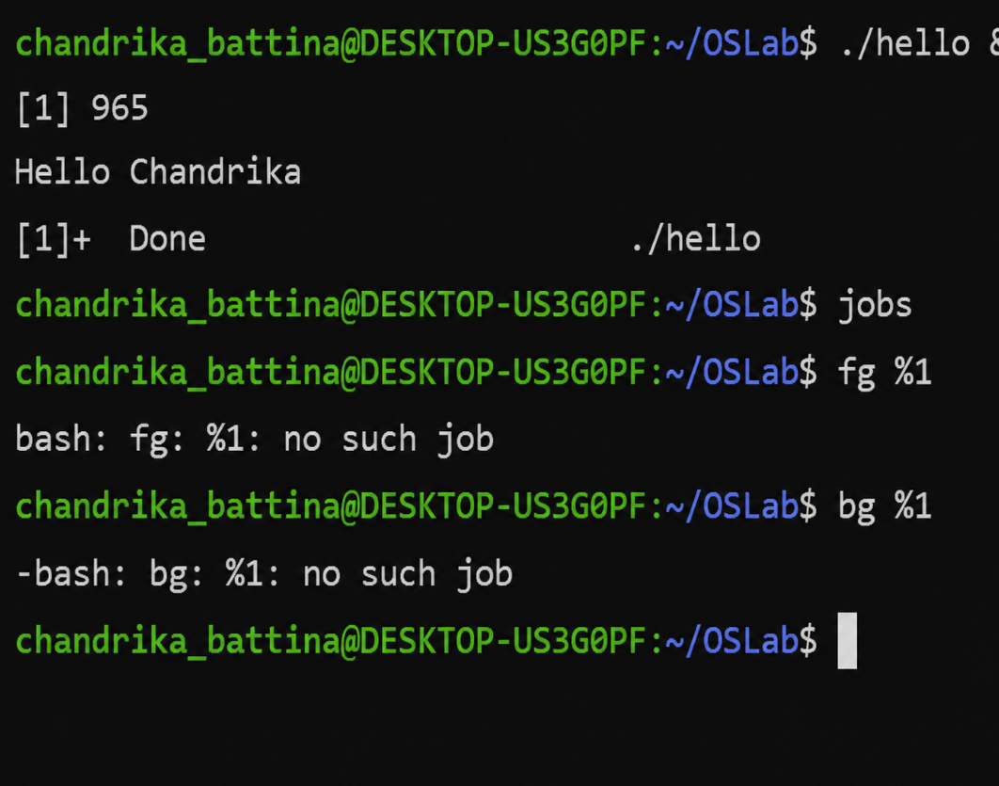 chandrika_battina@DESKTOP-US3G0PF:~/OSLab$ ./hello &
[1] 965
Hello Chandrika
[1]+  Done                       ./hello
chandrika_battina@DESKTOP-US3G0PF:~/OSLab$ jobs
chandrika_battina@DESKTOP-US3G0PF:~/OSLab$ fg %1
bash: fg: %1: no such job
chandrika_battina@DESKTOP-US3G0PF:~/OSLab$ bg %1
-bash: bg: %1: no such job
chandrika_battina@DESKTOP-US3G0PF:~/OSLab$